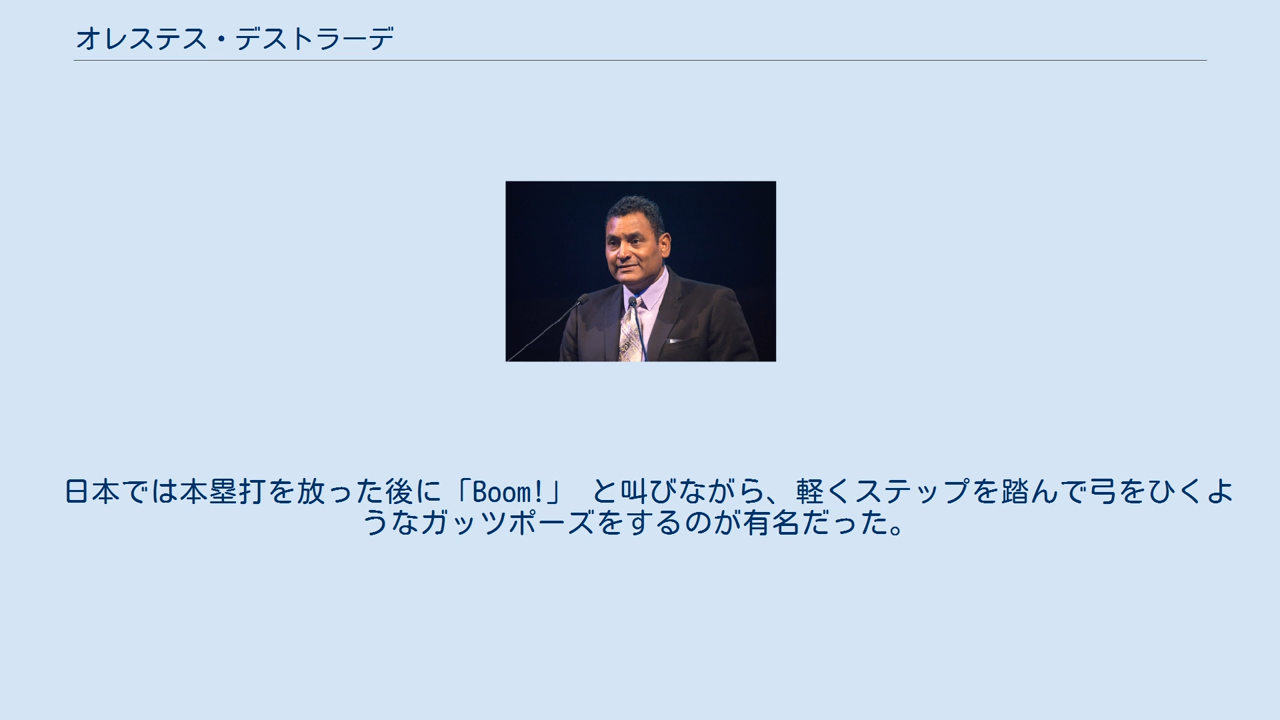 オレステス・デストラーデ
日本では本塁打を放った後に「Boom!」 と叫びながら、軽くステップを踏んで弓をひくよ
うなガッツポーズをするのが有名だった。